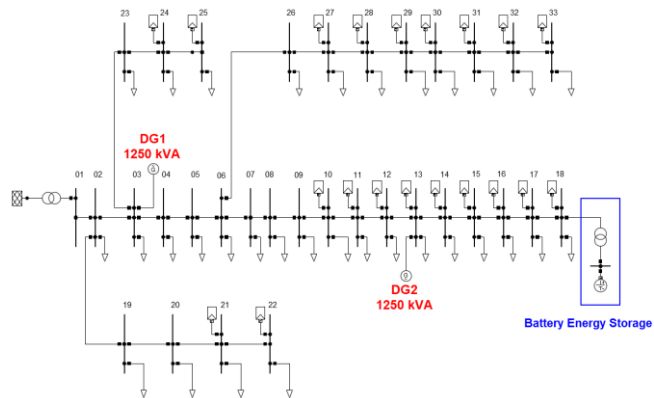 23 24 25 26 27 28 29 30 31 32 33
DG1
1250 kVA
01 02 03 04 05 06 07 08 09 10 11 12 13 14 15 16 17 18
G
DG2
1250 kVA
19 20 21 22
Battery Energy Storage